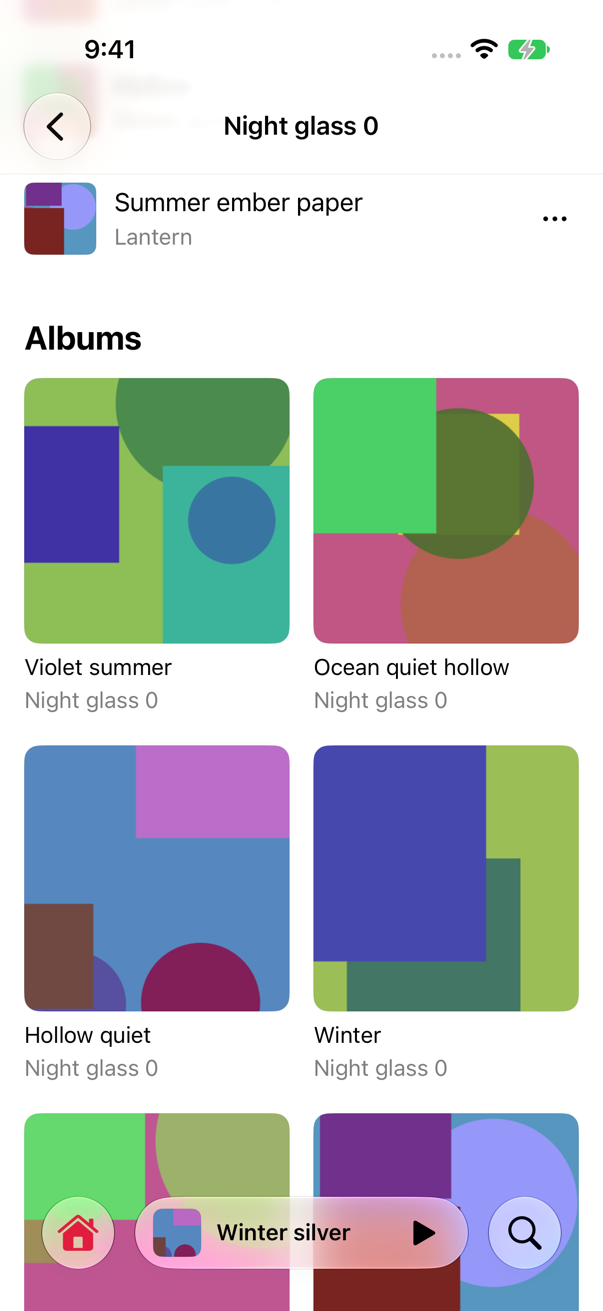 9:41
Night glass 0
Summer ember paper
Lantern
Albums
Violet summer
Night glass 0
Ocean quiet hollow
Night glass 0
Hollow quiet
Night glass 0
Winter
Night glass 0
Winter silver